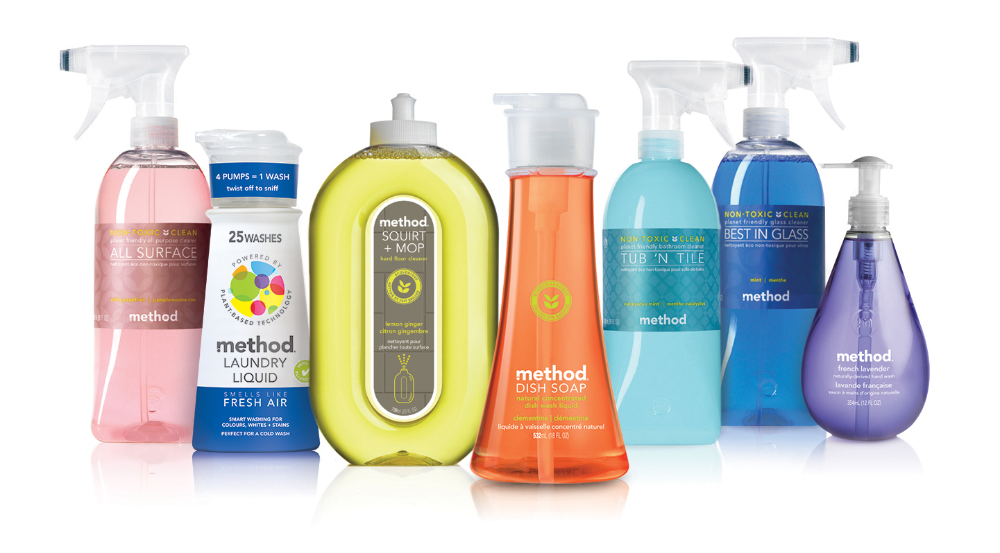 NON-TOXIC CLEAN
planet friendly all purpose cleaner
ALL SURFACE
nettoyant éco non-toxique pour surfaces
pink grapefruit | pamplemousse rose
method.
4 PUMPS = 1 WASH
twist off to sniff
25 WASHES
POWERED BY
PLANT-BASED TECHNOLOGY
method.
LAUNDRY
LIQUID
HYPO
ALLERG
SMELLS LIKE
FRESH AIR
SMART WASHING FOR
COLOURS, WHITES + STAINS
PERFECT FOR A COLD WASH
method.
SQUIRT
+ MOP
hard floor cleaner
lemon ginger
citron gingembre
nettoyant pour
plancher toute surface
739ml (25 FL OZ)
method.
DISH SOAP
natural concentrated
dish wash liquid
clementine | clémentine
liquide à vaisselle concentré naturel
532mL (18 FL OZ)
NON-TOXIC CLEAN
planet friendly bathroom cleaner
TUB 'N TILE
nettoyant éco non-toxique pour salle de bains
eucalyptus mint | menthe eucalyptus
method
NON-TOXIC CLEAN
planet friendly glass cleaner
BEST IN GLASS
nettoyant éco non-toxique pour vitres
mint | menthe
method
method.
french lavender
naturally-derived hand wash
lavande française
savon à mains d'origine naturelle
354mL (12 FL OZ)